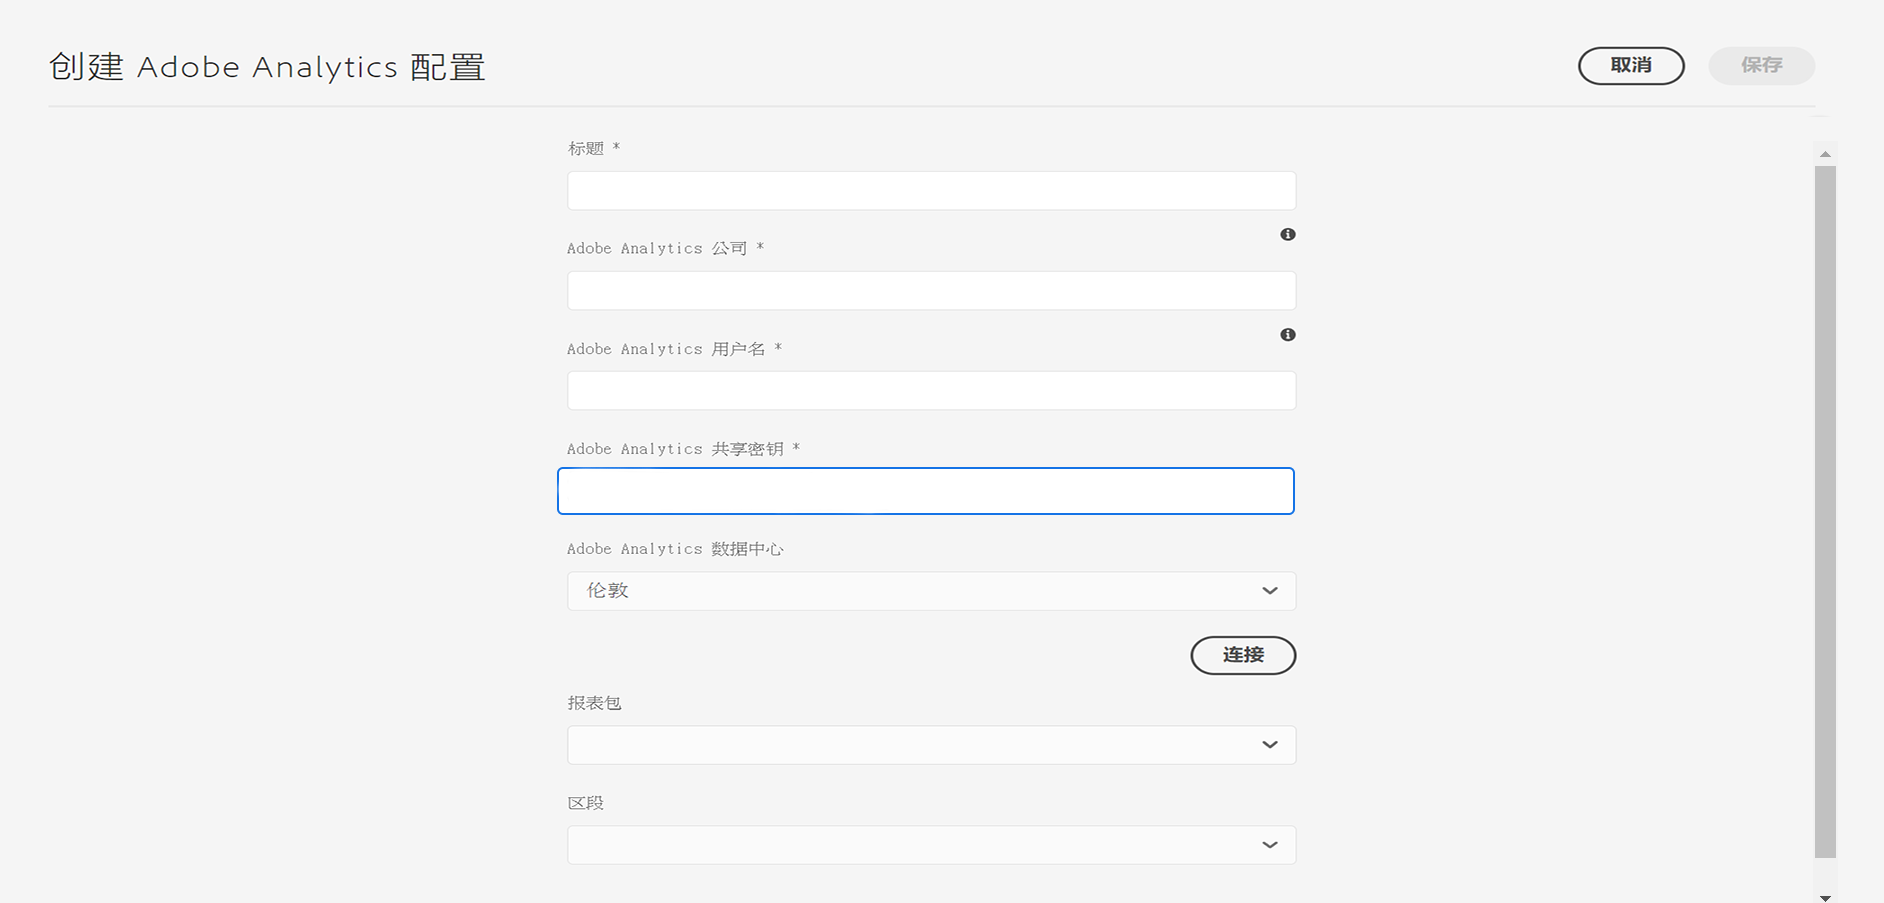 创建 Adobe Analytics 配置
取消
保存
标题 *
Adobe Analytics 公司 *
Adobe Analytics 用户名 *
Adobe Analytics 共享密钥 *
Adobe Analytics 数据中心
伦敦
连接
报表包
区段